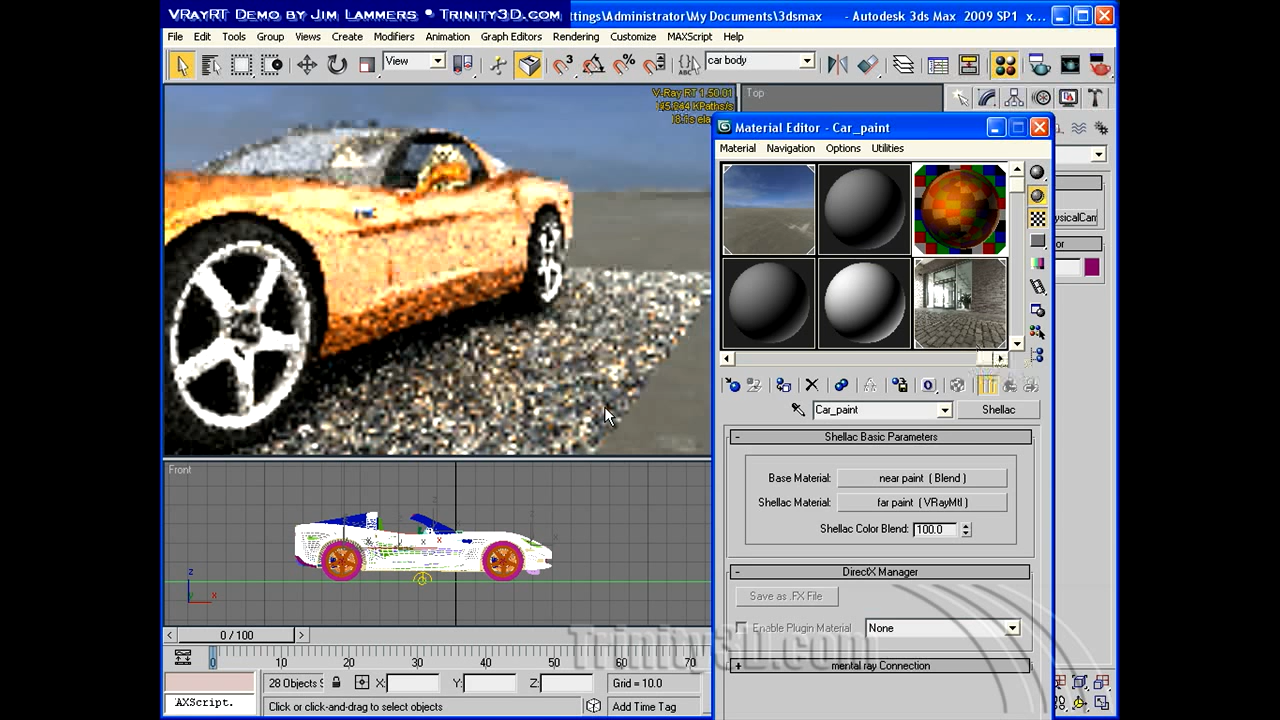 VRayRT Demo by Jim Lammers • Trinity3D.com
ttings\Administrator\My Documents\3dsmax - Autodesk 3ds Max 2009 SP1 x...
File Edit Tools Group Views Create Modifiers Animation Graph Editors Rendering Customize MAXScript Help
View
car body
V-Ray RT 1.50.01
Top
Material Editor - Car_paint
Material Navigation Options Utilities
ysicalCam
or
Car_paint
Shellac
Shellac Basic Parameters
Base Material: near paint ( Blend )
Shellac Material: far paint ( VRayMtl )
Shellac Color Blend: 100.0
Front
z
x
DirectX Manager
Save as .FX File
Enable Plugin Material None
Trinity3D.com
mental ray Connection
0 / 100
0 10 20 30 40 50 60 70
28 Objects S X: Y: Z: Grid = 10.0
AXScript. Click or click-and-drag to select objects Add Time Tag